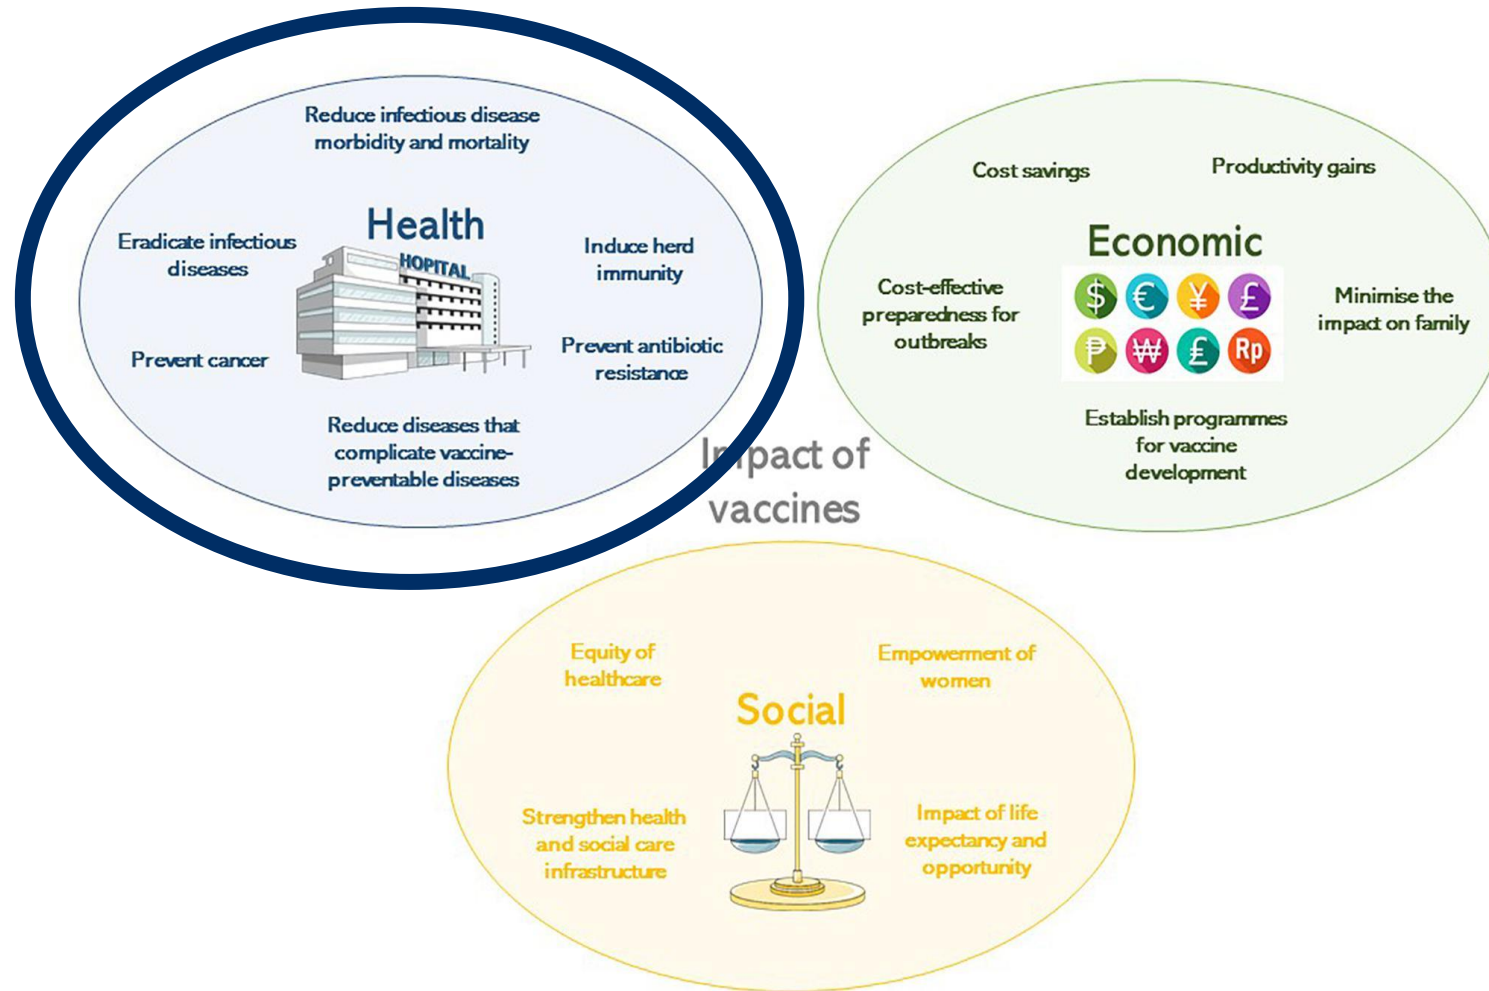 Reduce infectious disease
morbidity and mortality
Health
Eradicate infectious
diseases
HOPITAL
Induce herd
immunity
Prevent cancer
Prevent antibiotic
resistance
Reduce diseases that
complicate vaccine-
preventable diseases
Cost savings
Productivity gains
Economic
Cost-effective
preparedness for
outbreaks
$ € ¥ £
₱ ₩ £ Rp
Minimise the
impact on family
Establish programmes
for vaccine
development
Impact of
vaccines
Equity of
healthcare
Empowerment of
women
Social
Strengthen health
and social care
infrastructure
Impact of life
expectancy and
opportunity